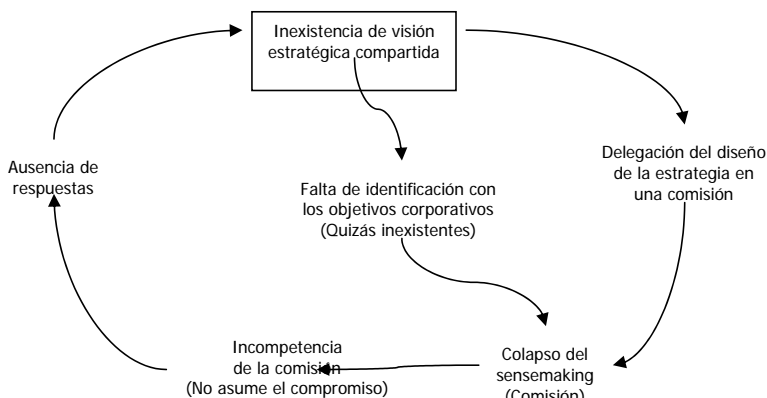 Inexistencia de visión
estratégica compartida
Delegación del diseño
de la estrategia en
una comisión
Ausencia de
respuestas
Falta de identificación con
los objetivos corporativos
(Quizás inexistentes)
Incompetencia
de la comisión
(No asume el compromiso)
Colapso del
sensemaking
(Comisión)